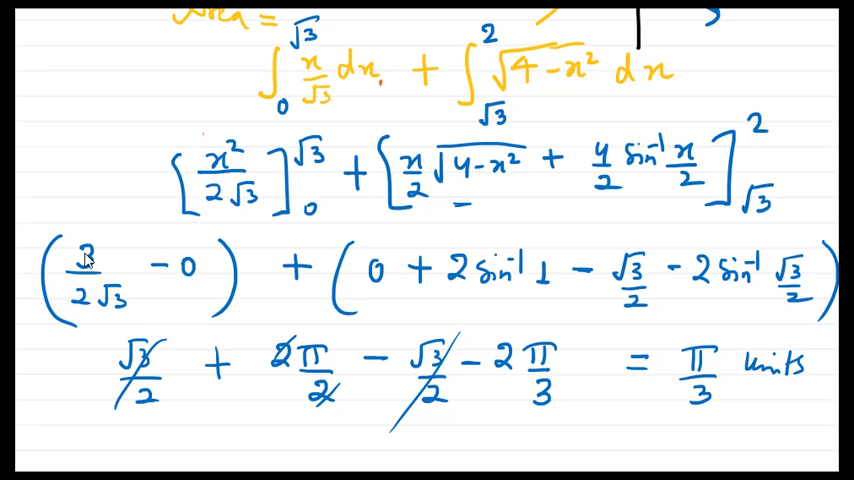 Area =
∫₀^√3 x/√3 dx + ∫_√3^2 √(4-x²) dx
[x²/2√3]₀^√3 + [x/2 √(4-x²) + 4/2 sin⁻¹ x/2]_√3^2
(3/2√3 - 0) + (0 + 2 sin⁻¹ 1 - √3/2 - 2 sin⁻¹ √3/2)
√3/2 + 2π/2 - √3/2 - 2π/3 = π/3 units